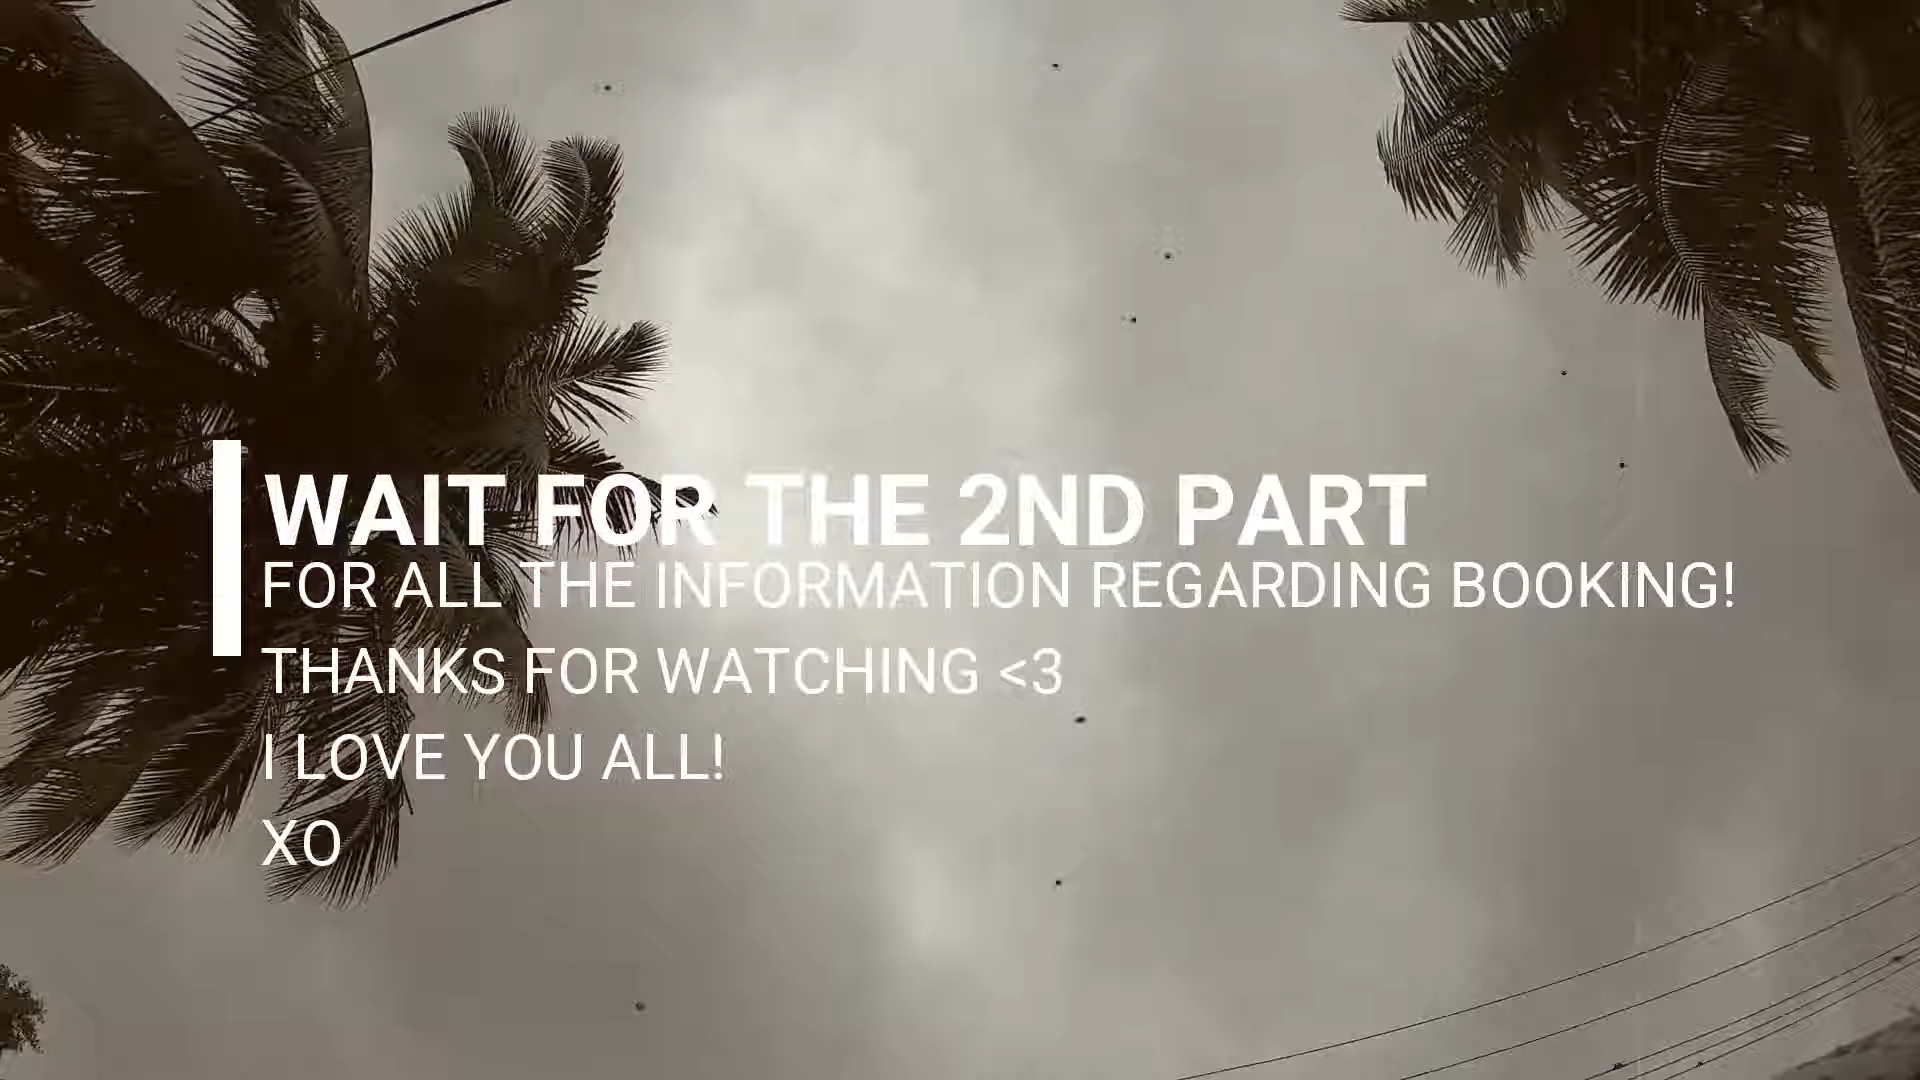 WAIT FOR THE 2ND PART
FOR ALL THE INFORMATION REGARDING BOOKING!
THANKS FOR WATCHING <3
I LOVE YOU ALL!
XO